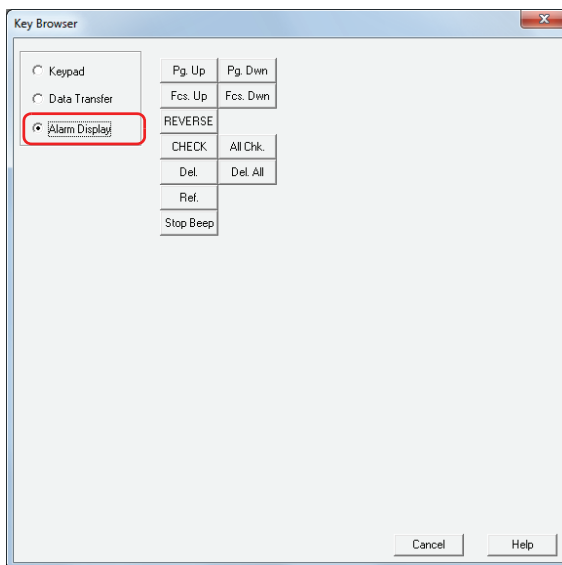 Key Browser
Keypad
Data Transfer
Alarm Display
Pg. Up Pg. Dwn
Fcs. Up Fcs. Dwn
REVERSE
CHECK All Chk.
Del. Del. All
Ref.
Stop Beep
Cancel Help